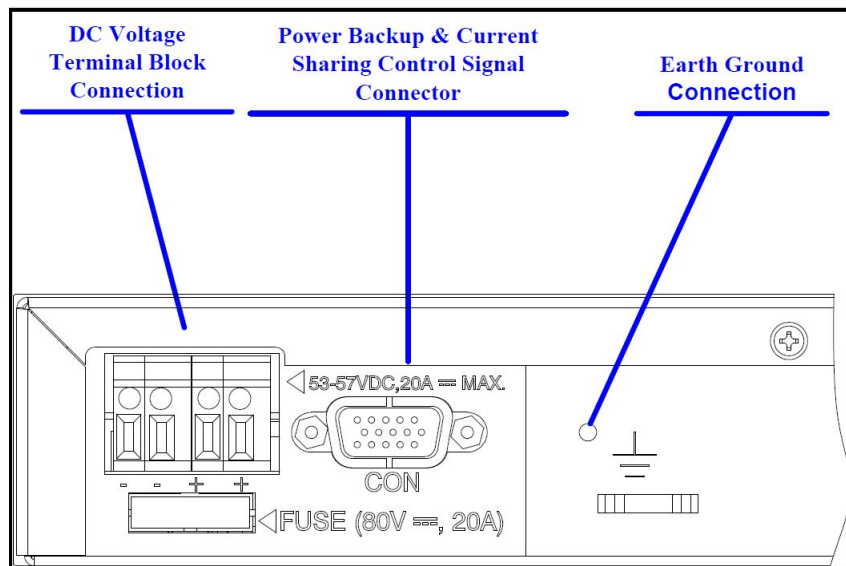 DC Voltage
Terminal Block
Connection
Power Backup & Current
Sharing Control Signal
Connector
Earth Ground
Connection
53-57VDC,20A ⎓ MAX.
CON
- - + +
FUSE (80V ⎓, 20A)